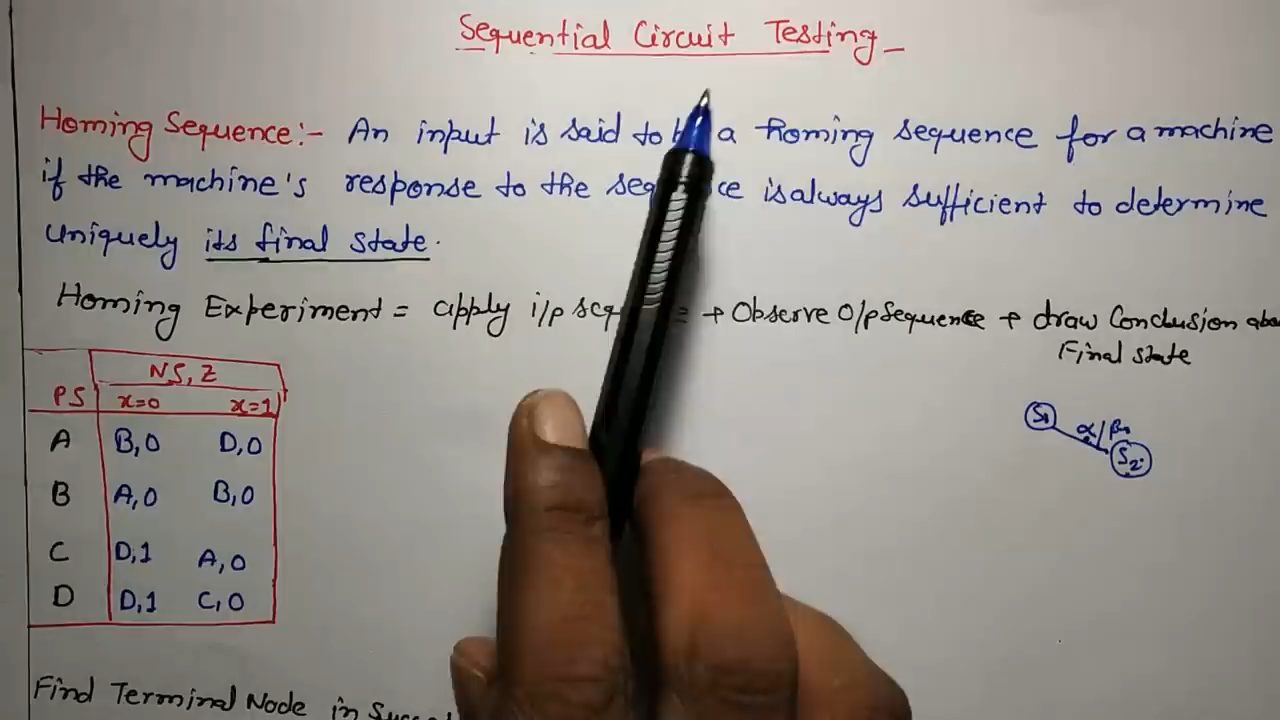 Sequential Circuit Testing
Homing Sequence:- An input is said to a homing sequence for a machine
if the machine's response to the is always sufficient to determine
uniquely its final state.
Homing Experiment = apply i/p → Observe O/p Sequence → draw Conclusion
Final state
NS, Z
PS x=0 x=1
A B,0 D,0
B A,0 B,0
C D,1 A,0
D D,1 C,0
α/β
S2
Find Terminal Node in